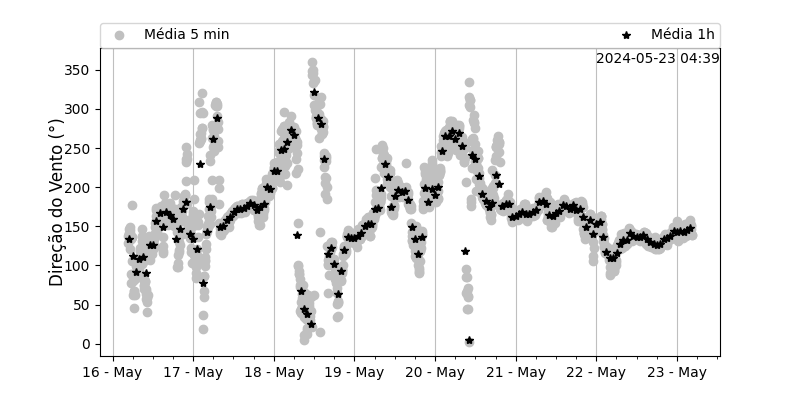 Média 5 min
Média 1h
2024-05-23 04:39
Direção do Vento (°)
350
300
250
200
150
100
50
0
16 - May
17 - May
18 - May
19 - May
20 - May
21 - May
22 - May
23 - May